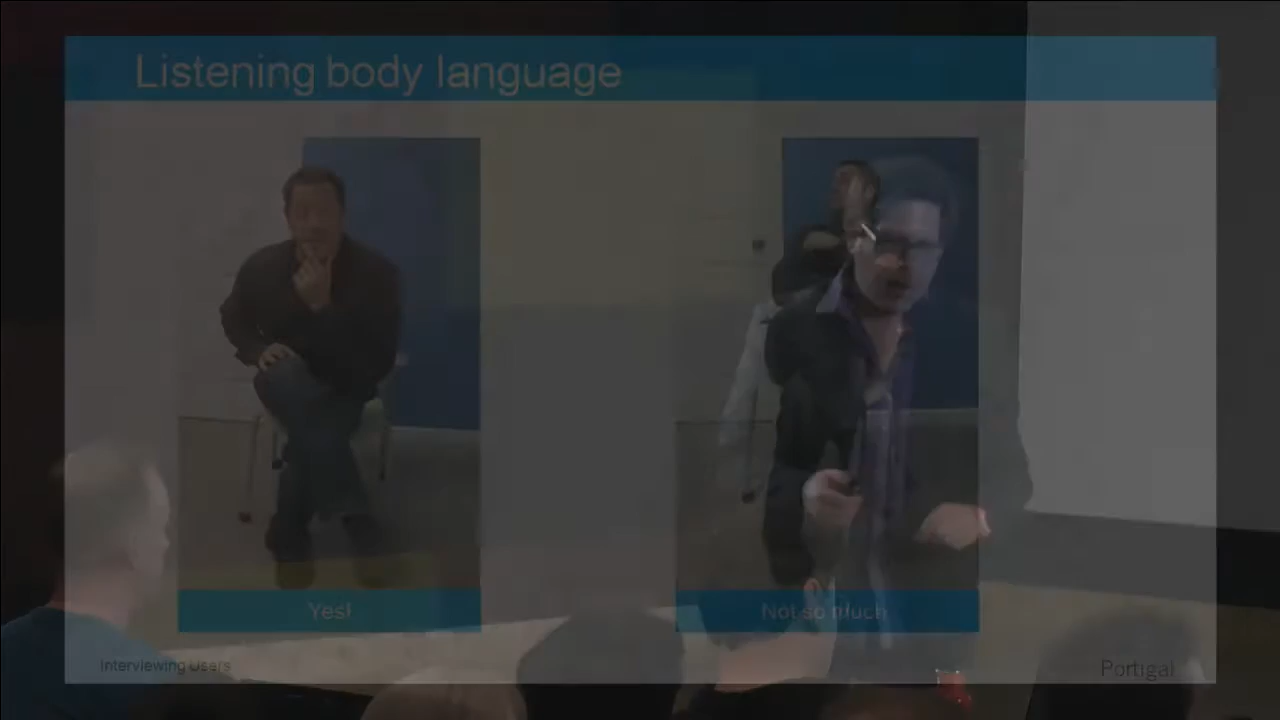 Listening body language
Yes!
Not so much
Interviewing Users
Portigal